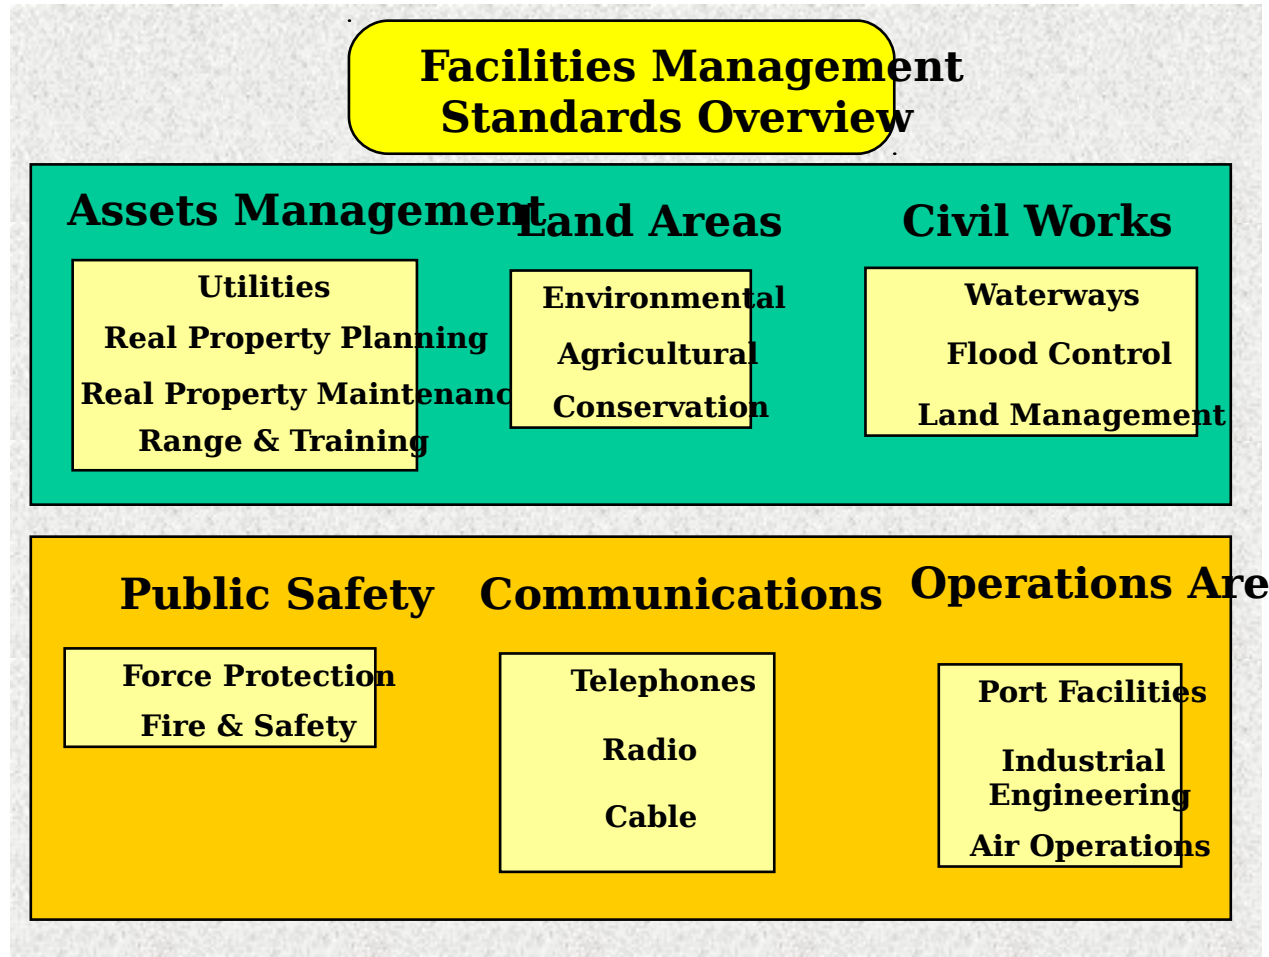 Facilities Management
Standards Overview
Assets Management
Land Areas
Civil Works
Utilities
Real Property Planning
Real Property Maintenanc
Range & Training
Environmental
Agricultural
Conservation
Waterways
Flood Control
Land Management
Public Safety
Communications
Operations Are
Force Protection
Fire & Safety
Telephones
Radio
Cable
Port Facilities
Industrial
Engineering
Air Operations